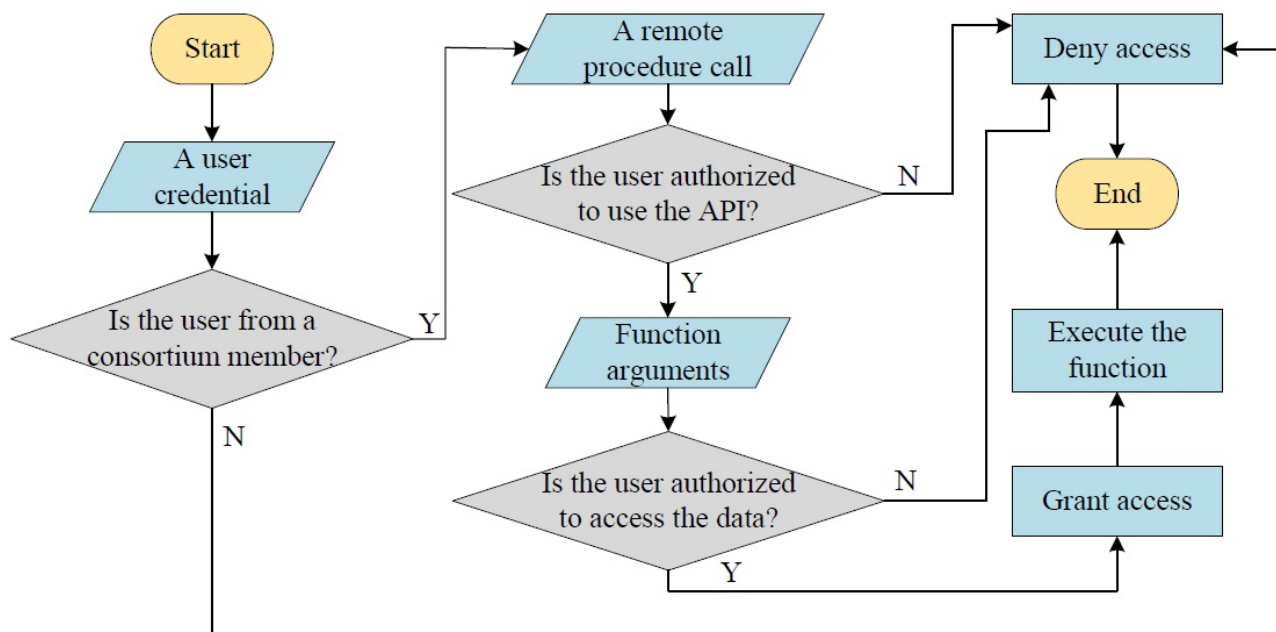 Start
A user
credential
Is the user from a
consortium member?
Y
N
A remote
procedure call
Is the user authorized
to use the API?
N
Y
Function
arguments
Is the user authorized
to access the data?
N
Y
Deny access
End
Execute the
function
Grant access